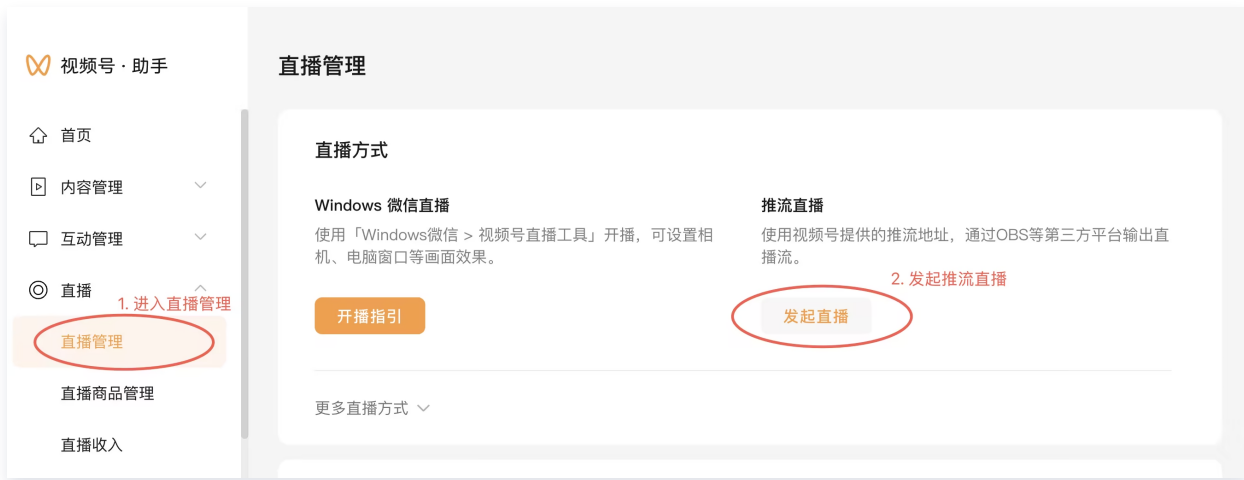 视频号 · 助手
首页
内容管理
互动管理
直播
1. 进入直播管理
直播管理
直播商品管理
直播收入
直播管理
直播方式
Windows 微信直播
使用「Windows微信 > 视频号直播工具」开播，可设置相
机、电脑窗口等画面效果。
开播指引
推流直播
使用视频号提供的推流地址，通过OBS等第三方平台输出直
播流。
2. 发起推流直播
发起直播
更多直播方式